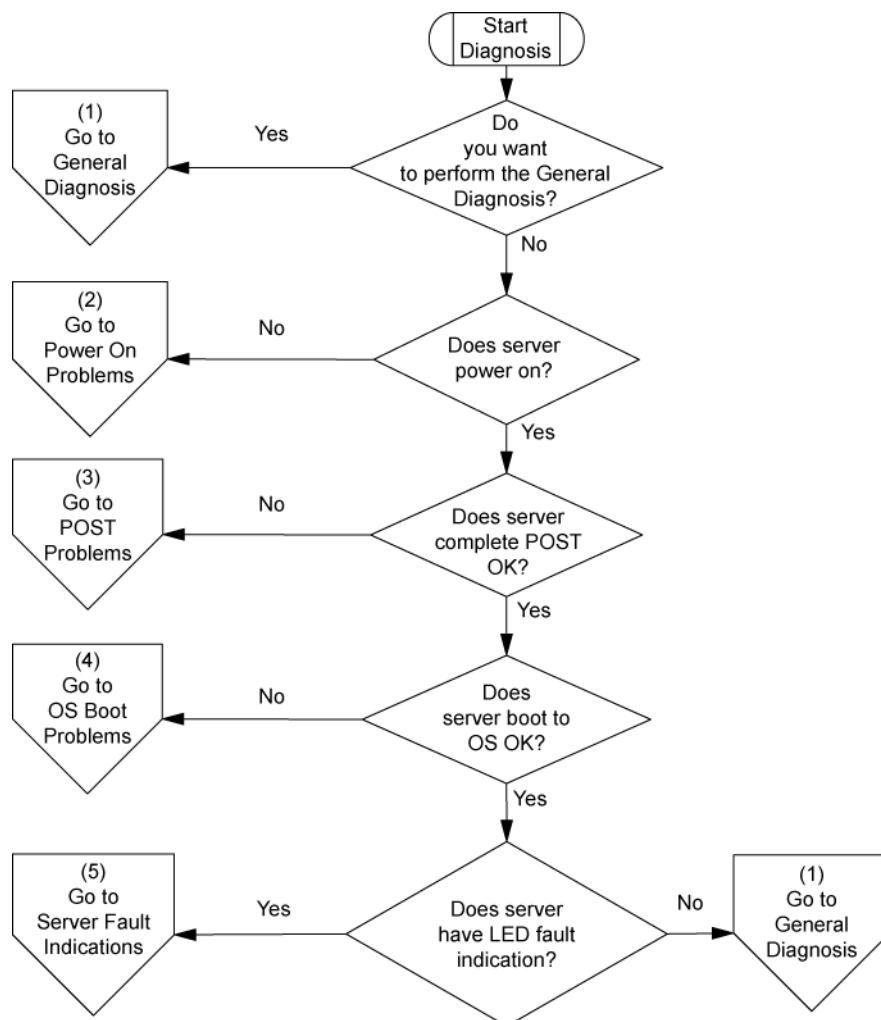 Start
Diagnosis
(1)
Go to
General
Diagnosis
Yes
Do
you want
to perform the General
Diagnosis?
No
(2)
Go to
Power On
Problems
No
Does server
power on?
Yes
(3)
Go to
POST
Problems
No
Does server
complete POST
OK?
Yes
(4)
Go to
OS Boot
Problems
No
Does
server boot to
OS OK?
Yes
(5)
Go to
Server Fault
Indications
Yes
Does server
have LED fault
indication?
No
(1)
Go to
General
Diagnosis